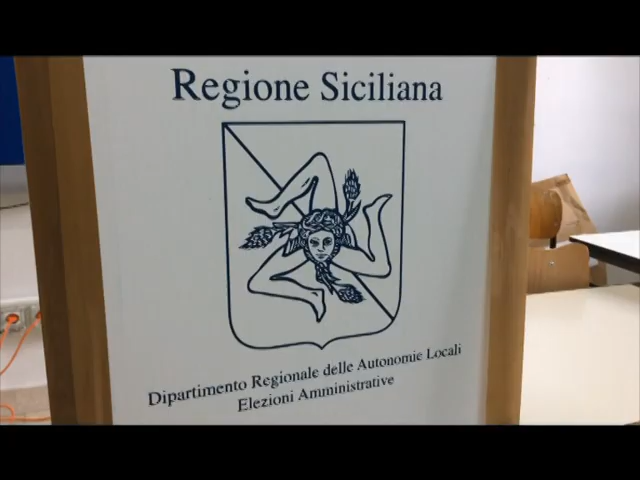 Regione Siciliana
Dipartimento Regionale delle Autonomie Locali
Elezioni Amministrative